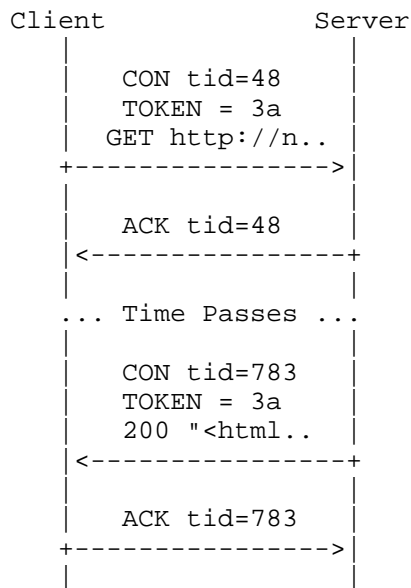 Client Server
CON tid=48
TOKEN = 3a
GET http://n..
ACK tid=48
... Time Passes ...
CON tid=783
TOKEN = 3a
200 "<html..
ACK tid=783